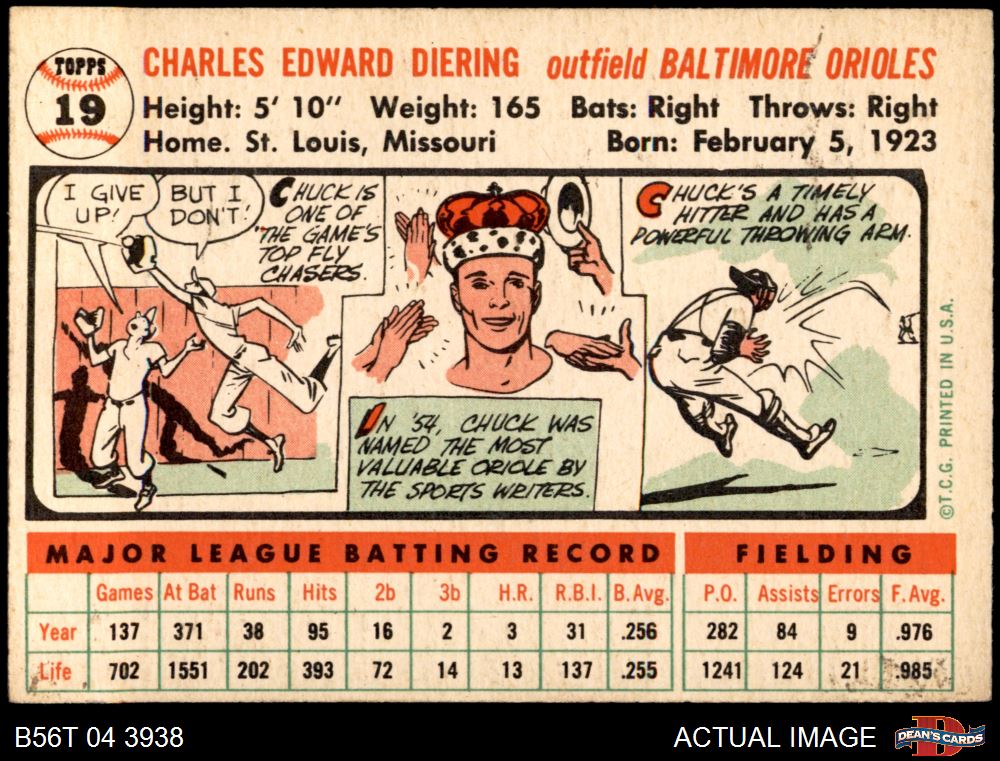 TOPPS
19
CHARLES EDWARD DIERING outfield BALTIMORE ORIOLES
Height: 5' 10" Weight: 165 Bats: Right Throws: Right
Home. St. Louis, Missouri Born: February 5, 1923
I GIVE
UP!
BUT I
DON'T!
CHUCK IS
ONE OF
THE GAME'S
TOP FLY
CHASERS.
IN '54, CHUCK WAS
NAMED THE MOST
VALUABLE ORIOLE BY
THE SPORTS WRITERS.
CHUCK'S A TIMELY
HITTER AND HAS A
POWERFUL THROWING ARM.
©T.C.G. PRINTED IN U.S.A.
MAJOR LEAGUE BATTING RECORD FIELDING
Games At Bat Runs Hits 2b 3b H.R. R.B.I. B.Avg. P.O. Assists Errors F.Avg.
Year 137 371 38 95 16 2 3 31 .256 282 84 9 .976
Life 702 1551 202 393 72 14 13 137 .255 1241 124 21 .985
B56T 04 3938 ACTUAL IMAGE DEAN'S CARDS